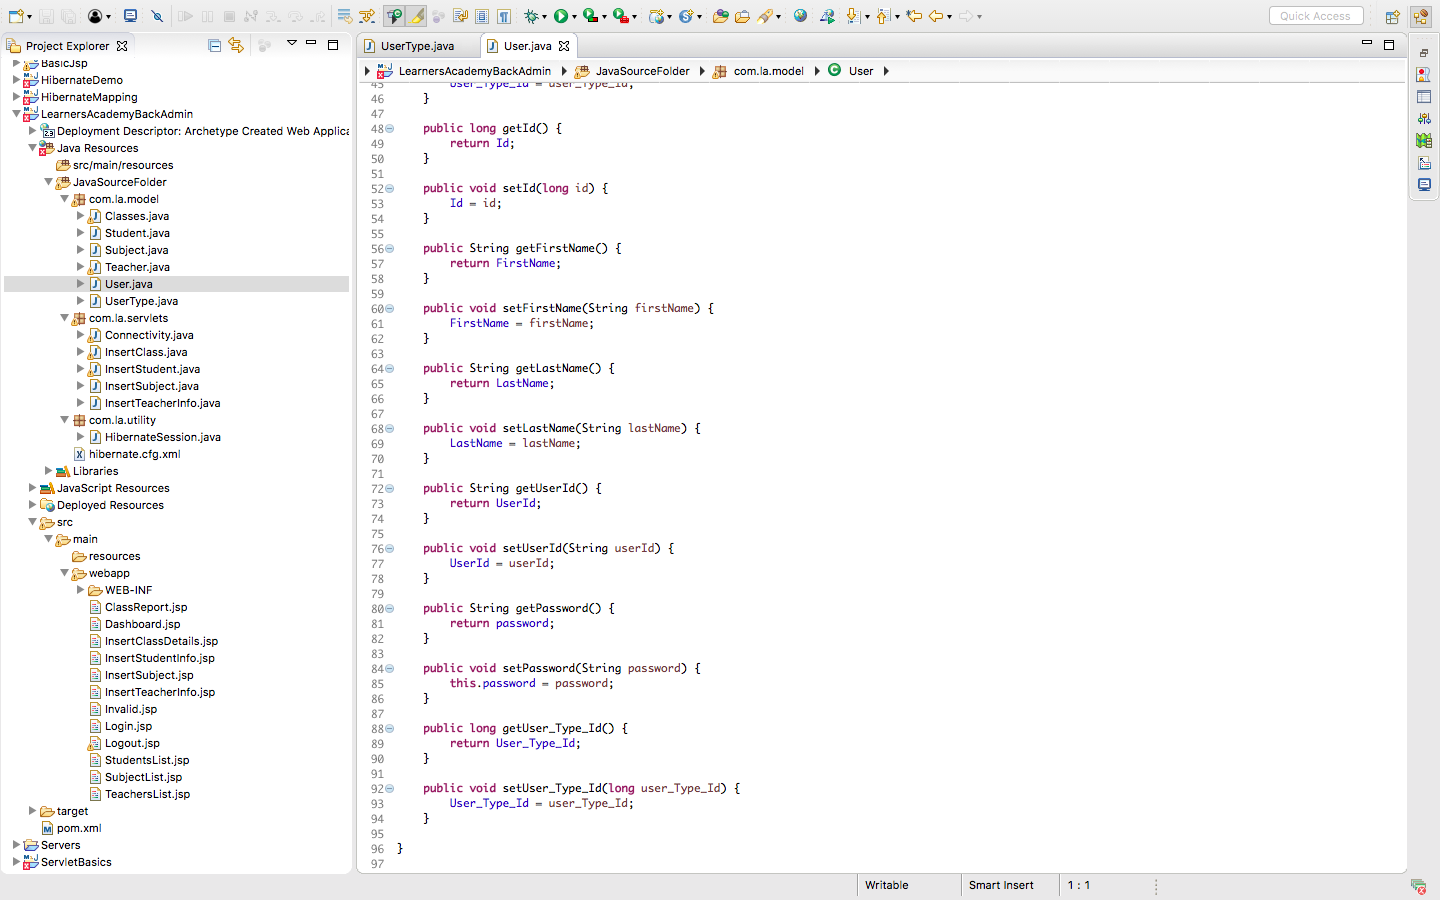 Quick Access
Project Explorer
BasicJsp
HibernateDemo
HibernateMapping
LearnersAcademyBackAdmin
Deployment Descriptor: Archetype Created Web Applica
Java Resources
src/main/resources
JavaSourceFolder
com.la.model
Classes.java
Student.java
Subject.java
Teacher.java
User.java
UserType.java
com.la.servlets
Connectivity.java
InsertClass.java
InsertStudent.java
InsertSubject.java
InsertTeacherInfo.java
com.la.utility
HibernateSession.java
hibernate.cfg.xml
Libraries
JavaScript Resources
Deployed Resources
src
main
resources
webapp
WEB-INF
ClassReport.jsp
Dashboard.jsp
InsertClassDetails.jsp
InsertStudentInfo.jsp
InsertSubject.jsp
InsertTeacherInfo.jsp
Invalid.jsp
Login.jsp
Logout.jsp
StudentsList.jsp
SubjectList.jsp
TeachersList.jsp
target
pom.xml
Servers
ServletBasics
UserType.java User.java
LearnersAcademyBackAdmin JavaSourceFolder com.la.model User
45 User_Type_Id = user_Type_Id;
46 }
47
48 public long getId() {
49 return Id;
50 }
51
52 public void setId(long id) {
53 Id = id;
54 }
55
56 public String getFirstName() {
57 return FirstName;
58 }
59
60 public void setFirstName(String firstName) {
61 FirstName = firstName;
62 }
63
64 public String getLastName() {
65 return LastName;
66 }
67
68 public void setLastName(String lastName) {
69 LastName = lastName;
70 }
71
72 public String getUserId() {
73 return UserId;
74 }
75
76 public void setUserId(String userId) {
77 UserId = userId;
78 }
79
80 public String getPassword() {
81 return password;
82 }
83
84 public void setPassword(String password) {
85 this.password = password;
86 }
87
88 public long getUser_Type_Id() {
89 return User_Type_Id;
90 }
91
92 public void setUser_Type_Id(long user_Type_Id) {
93 User_Type_Id = user_Type_Id;
94 }
95
96 }
97
Writable Smart Insert 1 : 1